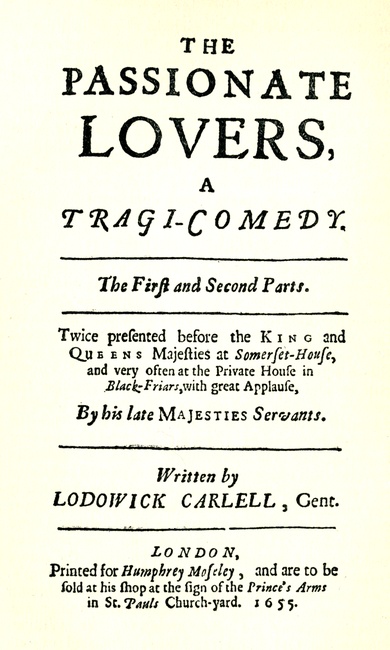 THE
PASSIONATE
LOVERS,
A
TRAGI-COMEDY.
The Firſt and Second Parts.
Twice preſented before the KING and
QUEENS Majeſties at Somerſet-Houſe,
and very often at the Private Houſe in
Black-Friars, with great Applauſe,
By his late MAJESTIES Servants.
Written by
LODOWICK CARLELL, Gent.
LONDON,
Printed for Humphrey Moſeley, and are to be
ſold at his ſhop at the ſign of the Prince's Arms
in St. Pauls Church-yard. 1655.